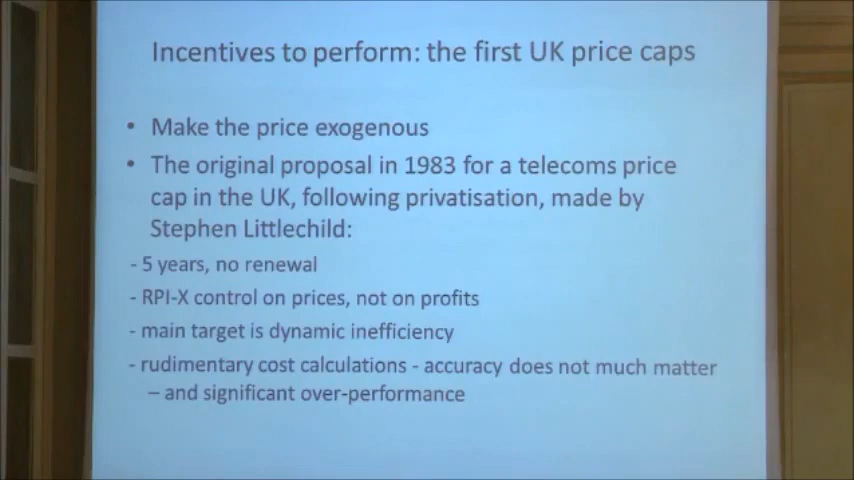 Incentives to perform: the first UK price caps
• Make the price exogenous
• The original proposal in 1983 for a telecoms price
cap in the UK, following privatisation, made by
Stephen Littlechild:
- 5 years, no renewal
- RPI-X control on prices, not on profits
- main target is dynamic inefficiency
- rudimentary cost calculations - accuracy does not much matter
– and significant over-performance